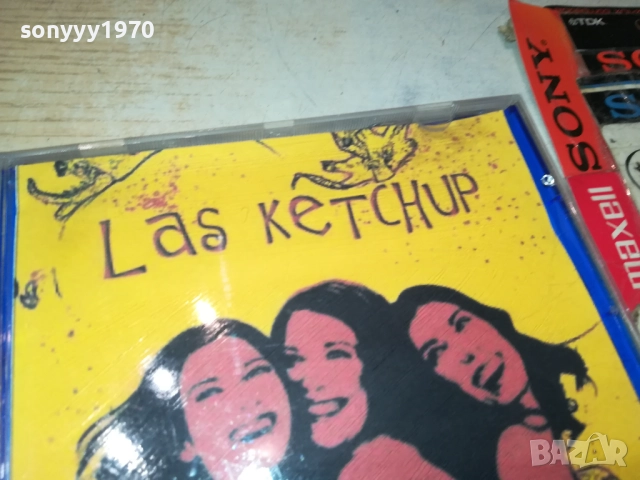 sonyyy1970
TDK
SONY
maxell
Las KETCHUP
BAZAR